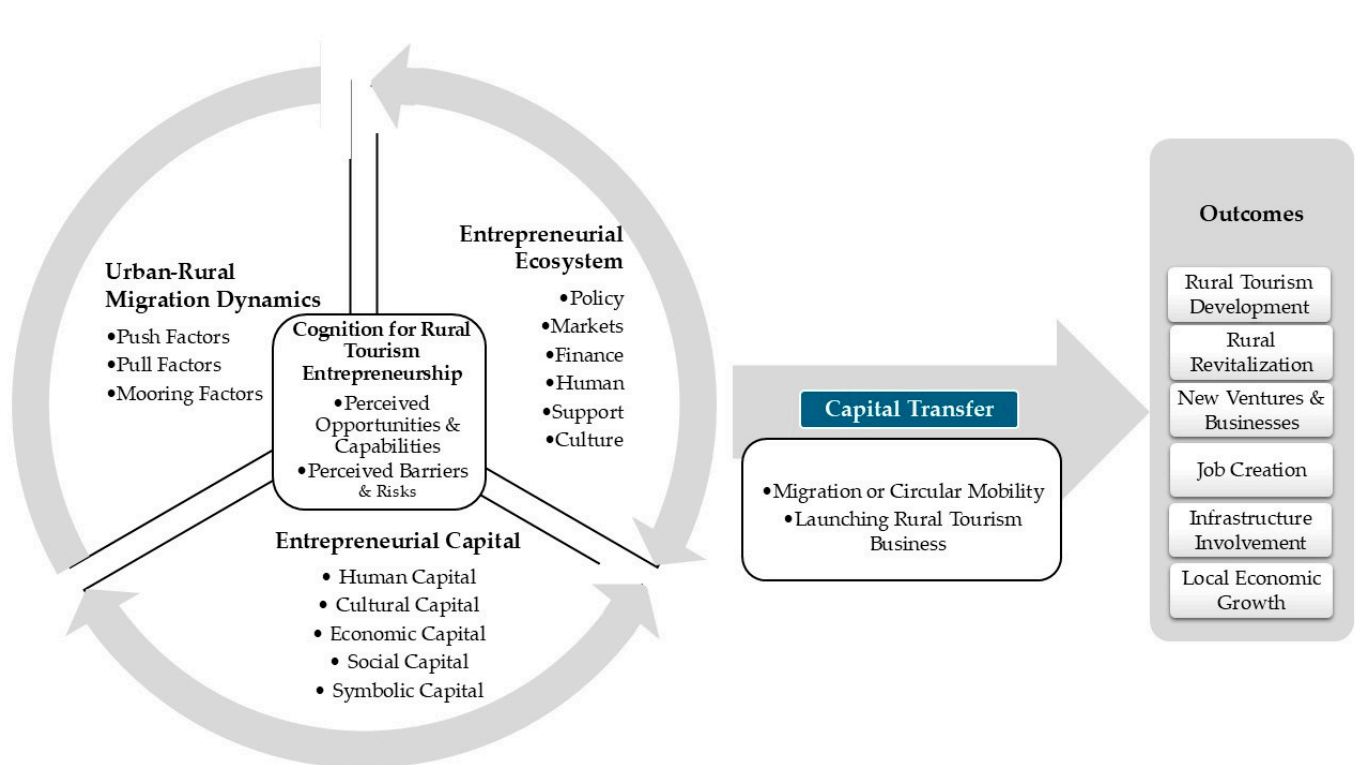 Urban-Rural
Migration Dynamics
•Push Factors
•Pull Factors
•Mooring Factors
Entrepreneurial
Ecosystem
•Policy
•Markets
•Finance
•Human
•Support
•Culture
Cognition for Rural
Tourism
Entrepreneurship
•Perceived
Opportunities &
Capabilities
•Perceived Barriers
& Risks
Entrepreneurial Capital
• Human Capital
• Cultural Capital
• Economic Capital
• Social Capital
• Symbolic Capital
Capital Transfer
•Migration or Circular Mobility
•Launching Rural Tourism
Business
Outcomes
Rural Tourism
Development
Rural
Revitalization
New Ventures &
Businesses
Job Creation
Infrastructure
Involvement
Local Economic
Growth